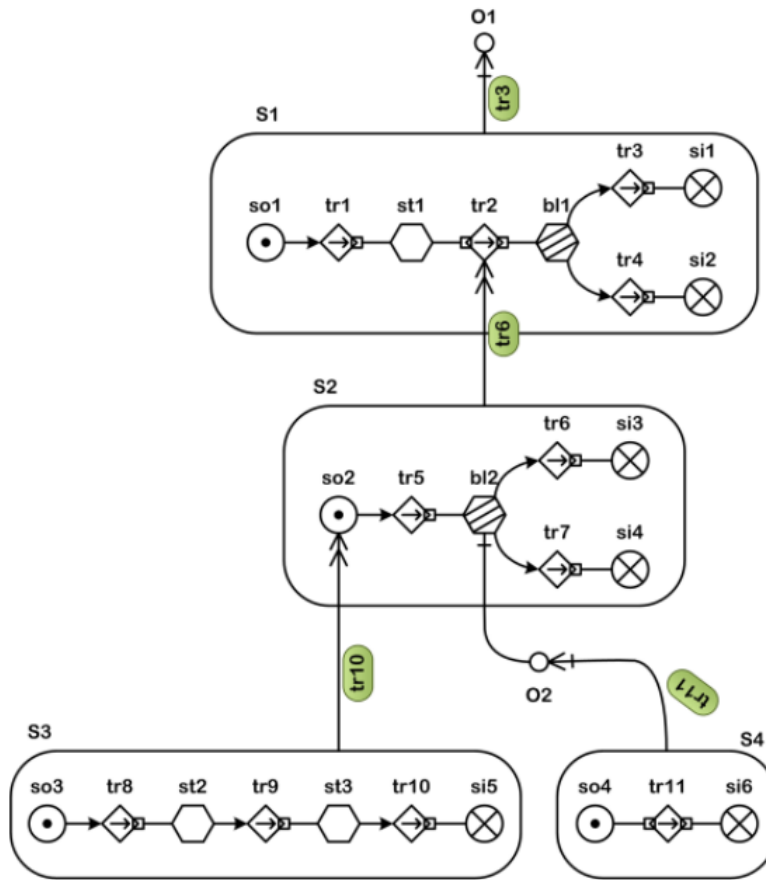 O1
tr3
S1
tr3 si1
so1 tr1 st1 tr2 bl1
tr4 si2
tr6
S2
tr6 si3
so2 tr5 bl2
tr7 si4
tr10
tr11
O2
S3
S4
so3 tr8 st2 tr9 st3 tr10 si5
so4 tr11 si6